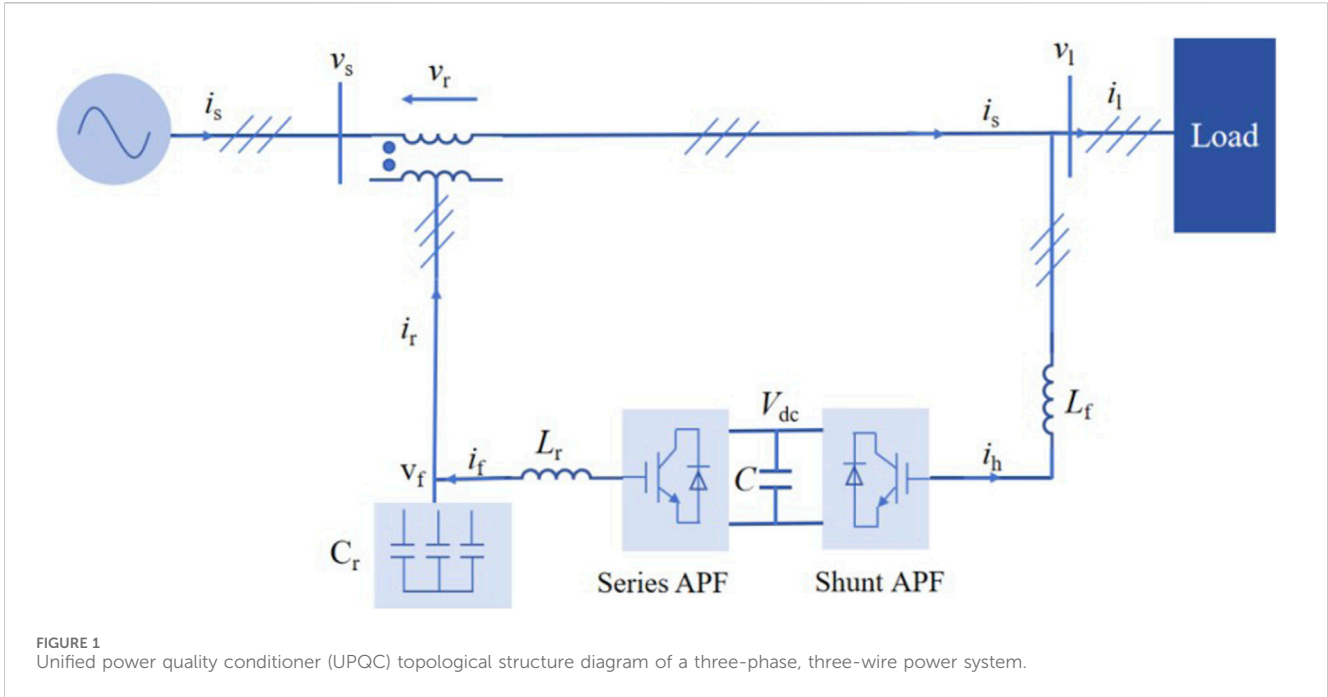 v_s
v_r
v_l
i_s
i_s
i_l
Load
i_r
L_f
V_dc
L_r
v_f
i_f
C
i_h
C_r
Series APF
Shunt APF
FIGURE 1
Unified power quality conditioner (UPQC) topological structure diagram of a three-phase, three-wire power system.